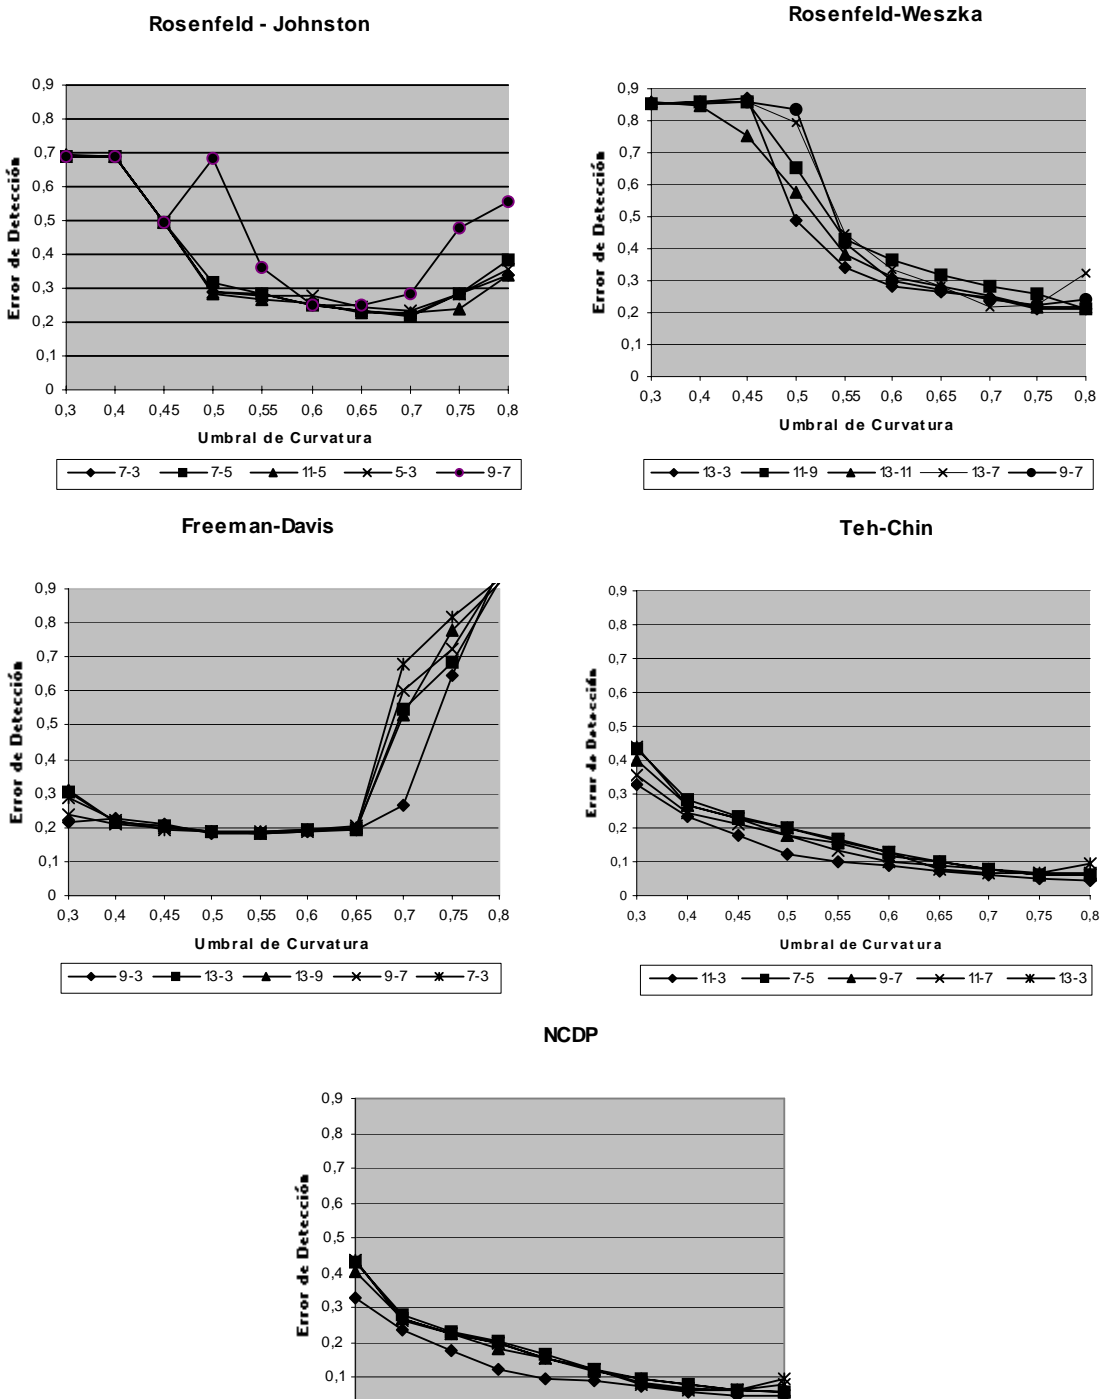 Rosenfeld - Johnston
0,9
0,8
0,7
0,6
0,5
0,4
0,3
0,2
0,1
0
Error de Detección
0,3 0,4 0,45 0,5 0,55 0,6 0,65 0,7 0,75 0,8
Umbral de Curvatura
7-3 7-5 11-5 5-3 9-7
Rosenfeld-Weszka
0,9
0,8
0,7
0,6
0,5
0,4
0,3
0,2
0,1
0
Error de Detección
0,3 0,4 0,45 0,5 0,55 0,6 0,65 0,7 0,75 0,8
Umbral de Curvatura
13-3 11-9 13-11 13-7 9-7
Freeman-Davis
0,9
0,8
0,7
0,6
0,5
0,4
0,3
0,2
0,1
0
Error de Detección
0,3 0,4 0,45 0,5 0,55 0,6 0,65 0,7 0,75 0,8
Umbral de Curvatura
9-3 13-3 13-9 9-7 7-3
Teh-Chin
0,9
0,8
0,7
0,6
0,5
0,4
0,3
0,2
0,1
0
Error de Detección
0,3 0,4 0,45 0,5 0,55 0,6 0,65 0,7 0,75 0,8
Umbral de Curvatura
11-3 7-5 9-7 11-7 13-3
NCDP
0,9
0,8
0,7
0,6
0,5
0,4
0,3
0,2
0,1
Error de Detección